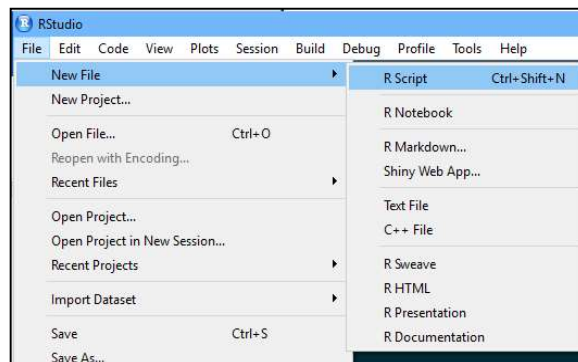 RStudio
File Edit Code View Plots Session Build Debug Profile Tools Help
New File
New Project...
Open File... Ctrl+O
Reopen with Encoding...
Recent Files
Open Project...
Open Project in New Session...
Recent Projects
Import Dataset
Save Ctrl+S
Save As...
R Script Ctrl+Shift+N
R Notebook
R Markdown...
Shiny Web App...
Text File
C++ File
R Sweave
R HTML
R Presentation
R Documentation